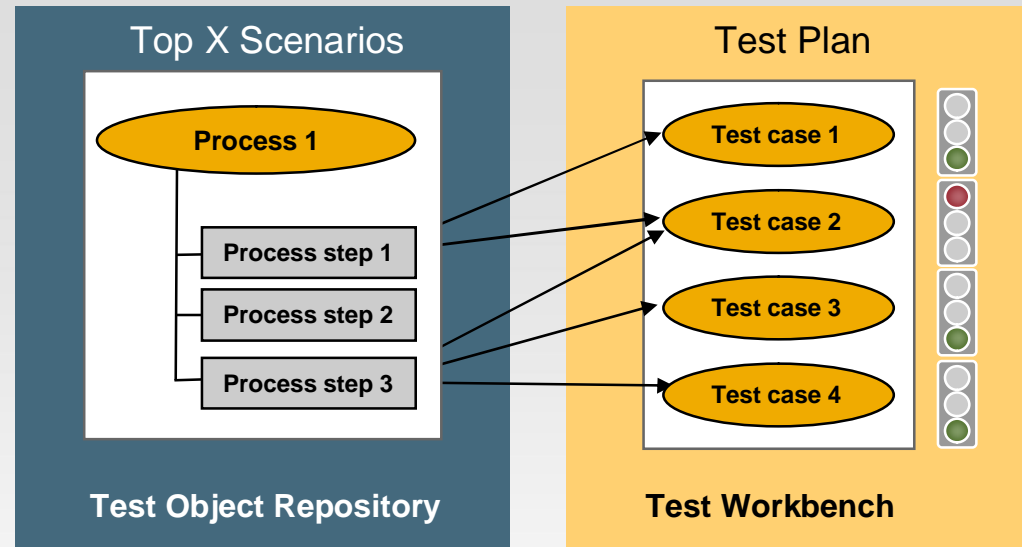 Top X Scenarios
Process 1
Process step 1
Process step 2
Process step 3
Test Object Repository
Test Plan
Test case 1
Test case 2
Test case 3
Test case 4
Test Workbench